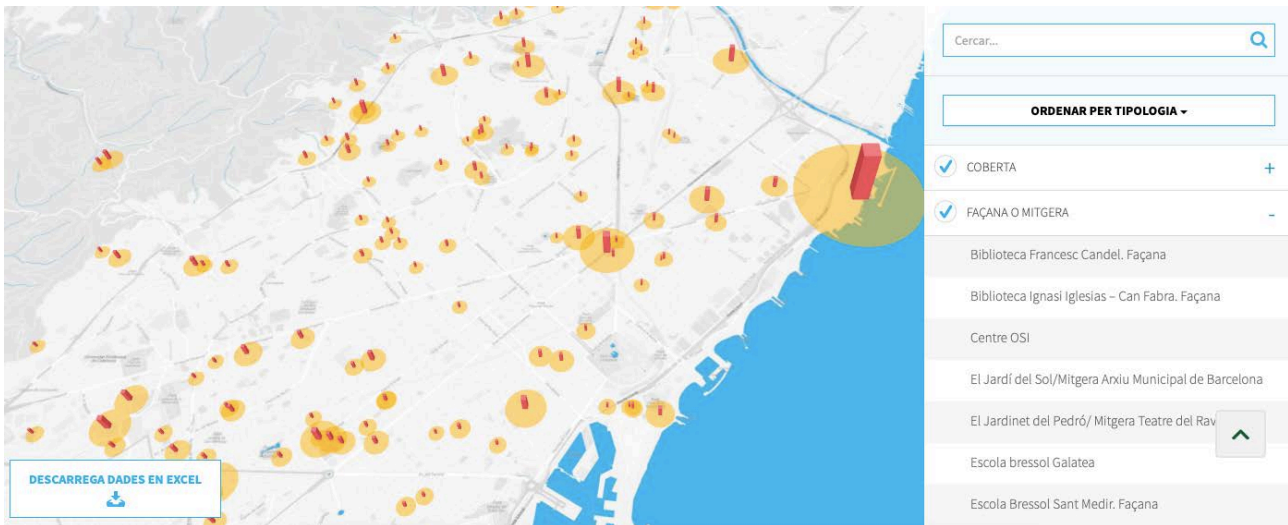 Cercar...
ORDENAR PER TIPOLOGIA
COBERTA
+
FAÇANA O MITGERA
-
Biblioteca Francesc Candel. Façana
Biblioteca Ignasi Iglesias – Can Fabra. Façana
Centre OSI
El Jardí del Sol/Mitgera Arxiu Municipal de Barcelona
El Jardinet del Pedró/ Mitgera Teatre del Rav
Escola bressol Galatea
Escola Bressol Sant Medir. Façana
DESCARREGA DADES EN EXCEL